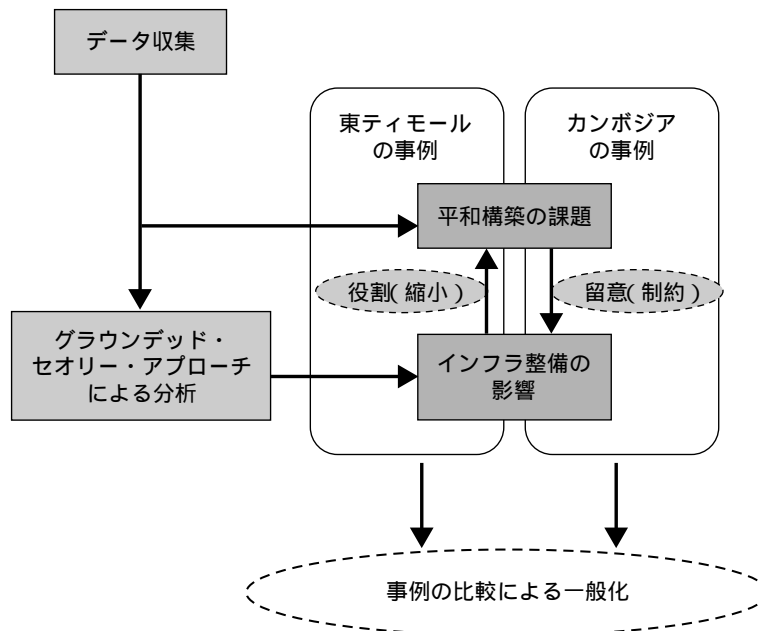 データ収集
東ティモール
の事例
カンボジア
の事例
平和構築の課題
役割(縮小)
留意(制約)
グラウンデッド・
セオリー・アプローチ
による分析
インフラ整備の
影響
事例の比較による一般化